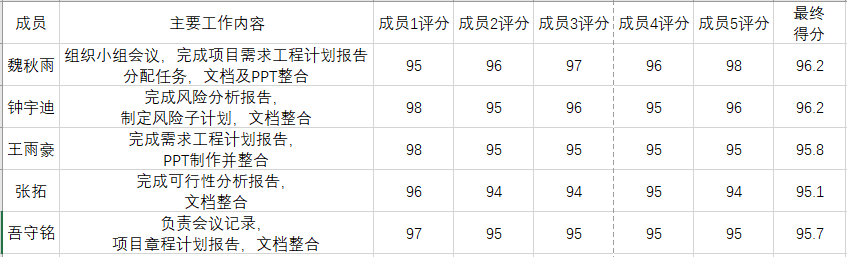 成员 主要工作内容 成员1评分 成员2评分 成员3评分 成员4评分 成员5评分 最终
得分
魏秋雨 组织小组会议，完成项目需求工程计划报告
分配任务，文档及PPT整合 95 96 97 96 98 96.2
钟宇迪 完成风险分析报告，
制定风险子计划，文档整合 98 95 96 95 96 96.2
王雨豪 完成需求工程计划报告，
PPT制作并整合 98 95 95 95 95 95.8
张拓 完成可行性分析报告，
文档整合 96 94 94 95 94 95.1
吾守铭 负责会议记录，
项目章程计划报告，文档整合 97 95 95 95 95 95.7